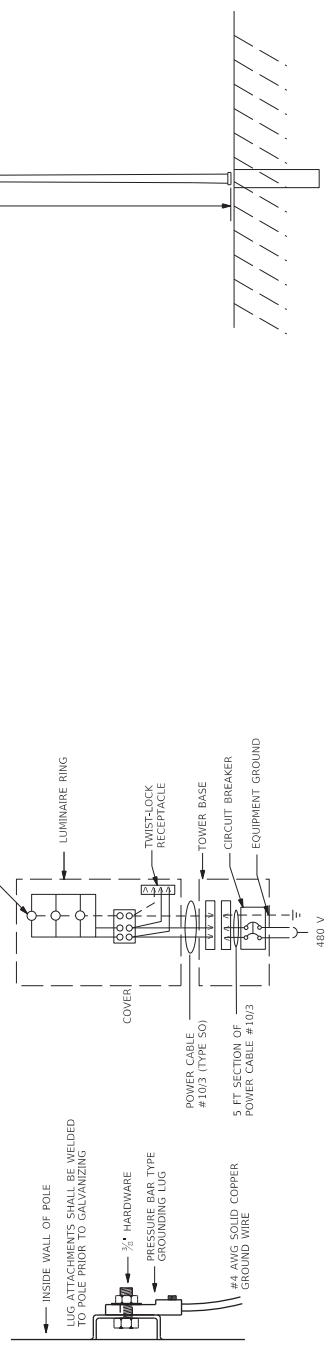 INSIDE WALL OF POLE
LUG ATTACHMENTS SHALL BE WELDED
TO POLE PRIOR TO GALVANIZING
3/8" HARDWARE
PRESSURE BAR TYPE
GROUNDING LUG
#4 AWG SOLID COPPER
GROUND WIRE
LUMINAIRE RING
COVER
TWIST-LOCK
RECEPTACLE
POWER CABLE
#10/3 (TYPE SO)
TOWER BASE
CIRCUIT BREAKER
5 FT SECTION OF
POWER CABLE #10/3
EQUIPMENT GROUND
480 V